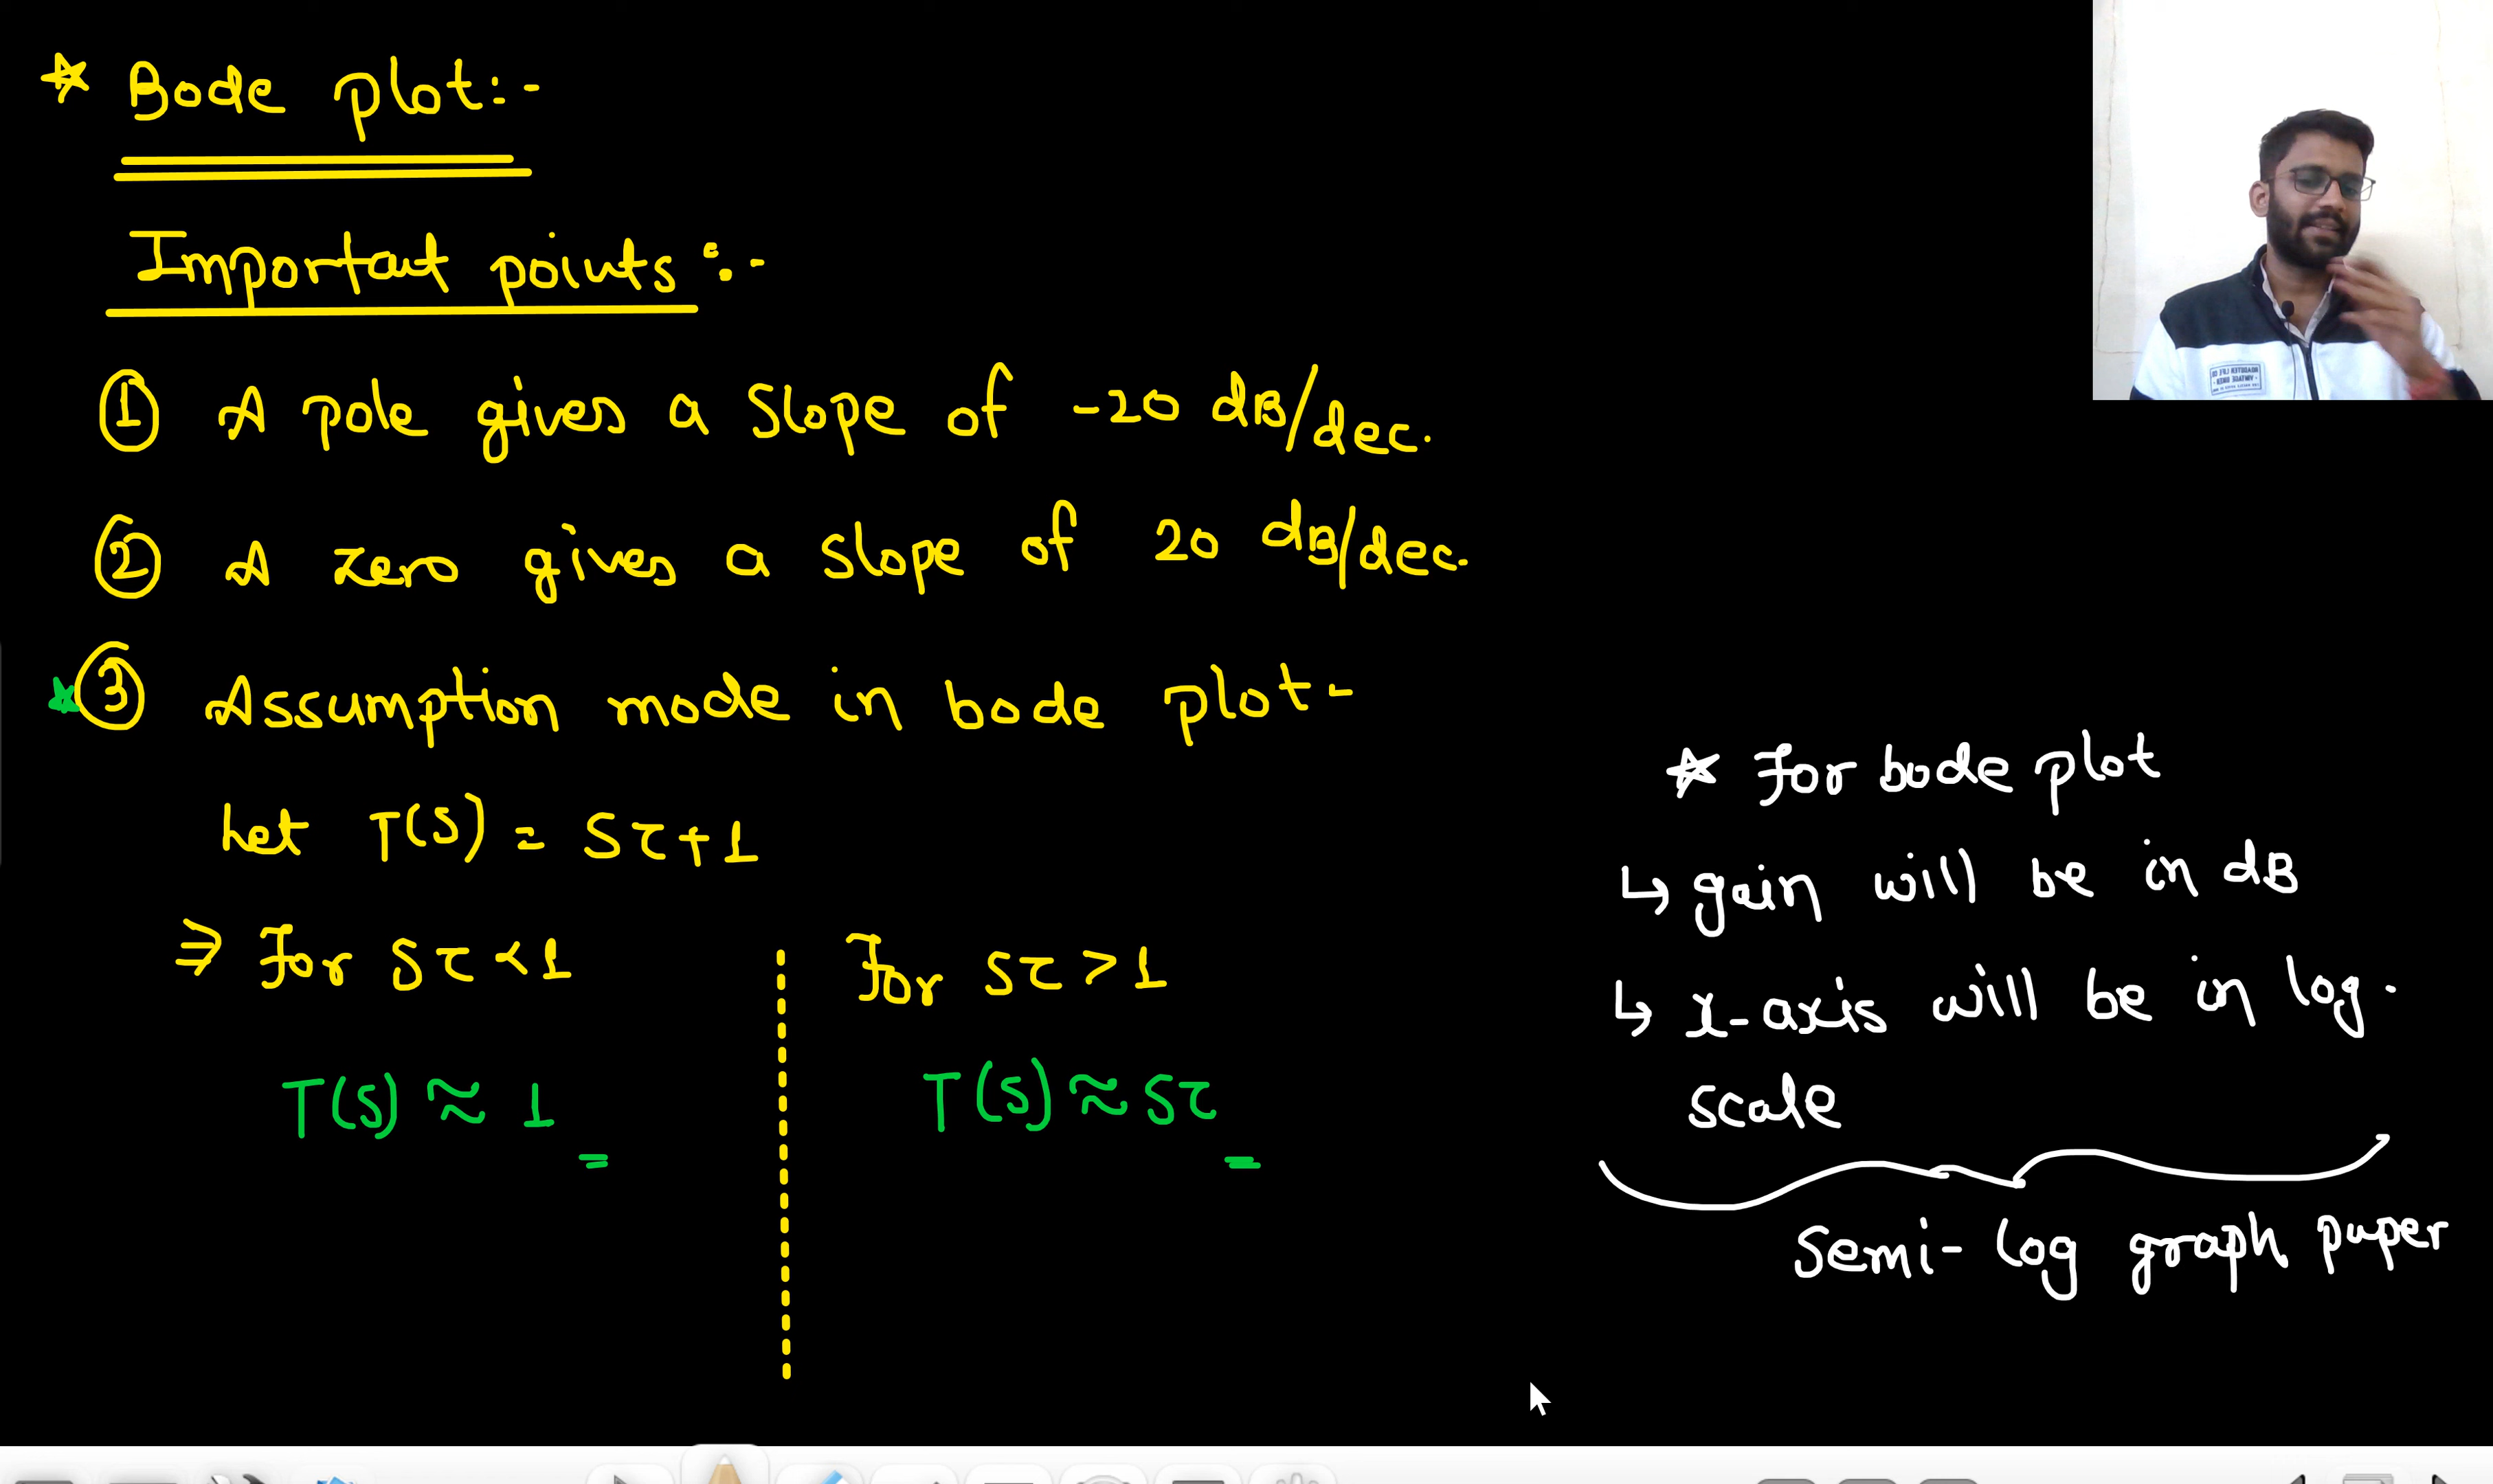 ☆ Bode plot:-
Important points:-
① A pole gives a slope of -20 dB/dec.
② A zero gives a slope of 20 dB/dec.
★③ Assumption made in bode plot-
Let T(s) = sτ+1
⇒ For sτ<1
T(s) ≈ 1
For sτ>1
T(s) ≈ sτ
☆ For bode plot
↳ gain will be in dB
↳ x-axis will be in log.
scale
Semi-log graph paper